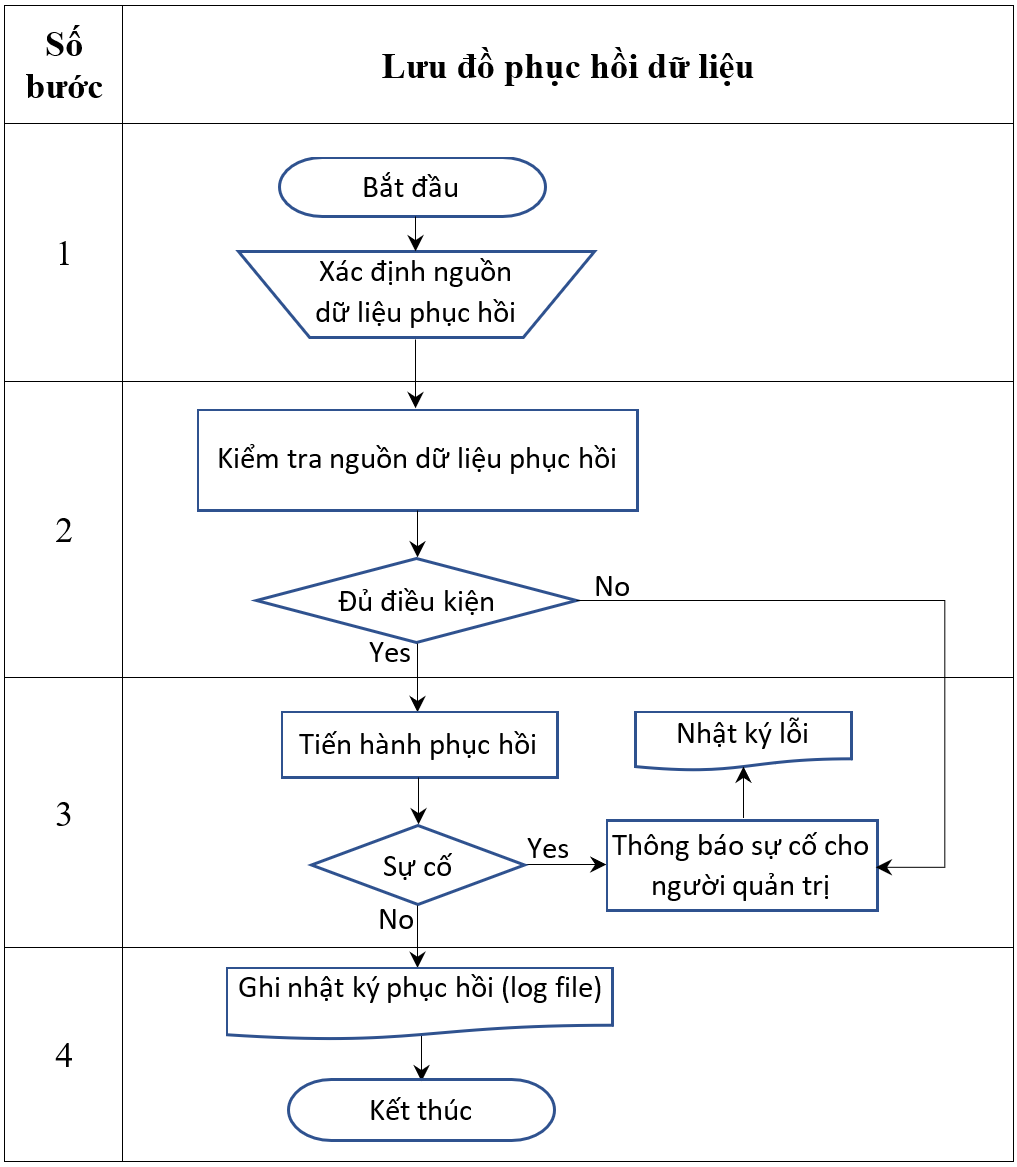 Số
bước
Lưu đồ phục hồi dữ liệu
1
Bắt đầu
Xác định nguồn
dữ liệu phục hồi
2
Kiểm tra nguồn dữ liệu phục hồi
Đủ điều kiện
No
Yes
3
Tiến hành phục hồi
Nhật ký lỗi
Sự cố
Yes
Thông báo sự cố cho
người quản trị
No
4
Ghi nhật ký phục hồi (log file)
Kết thúc